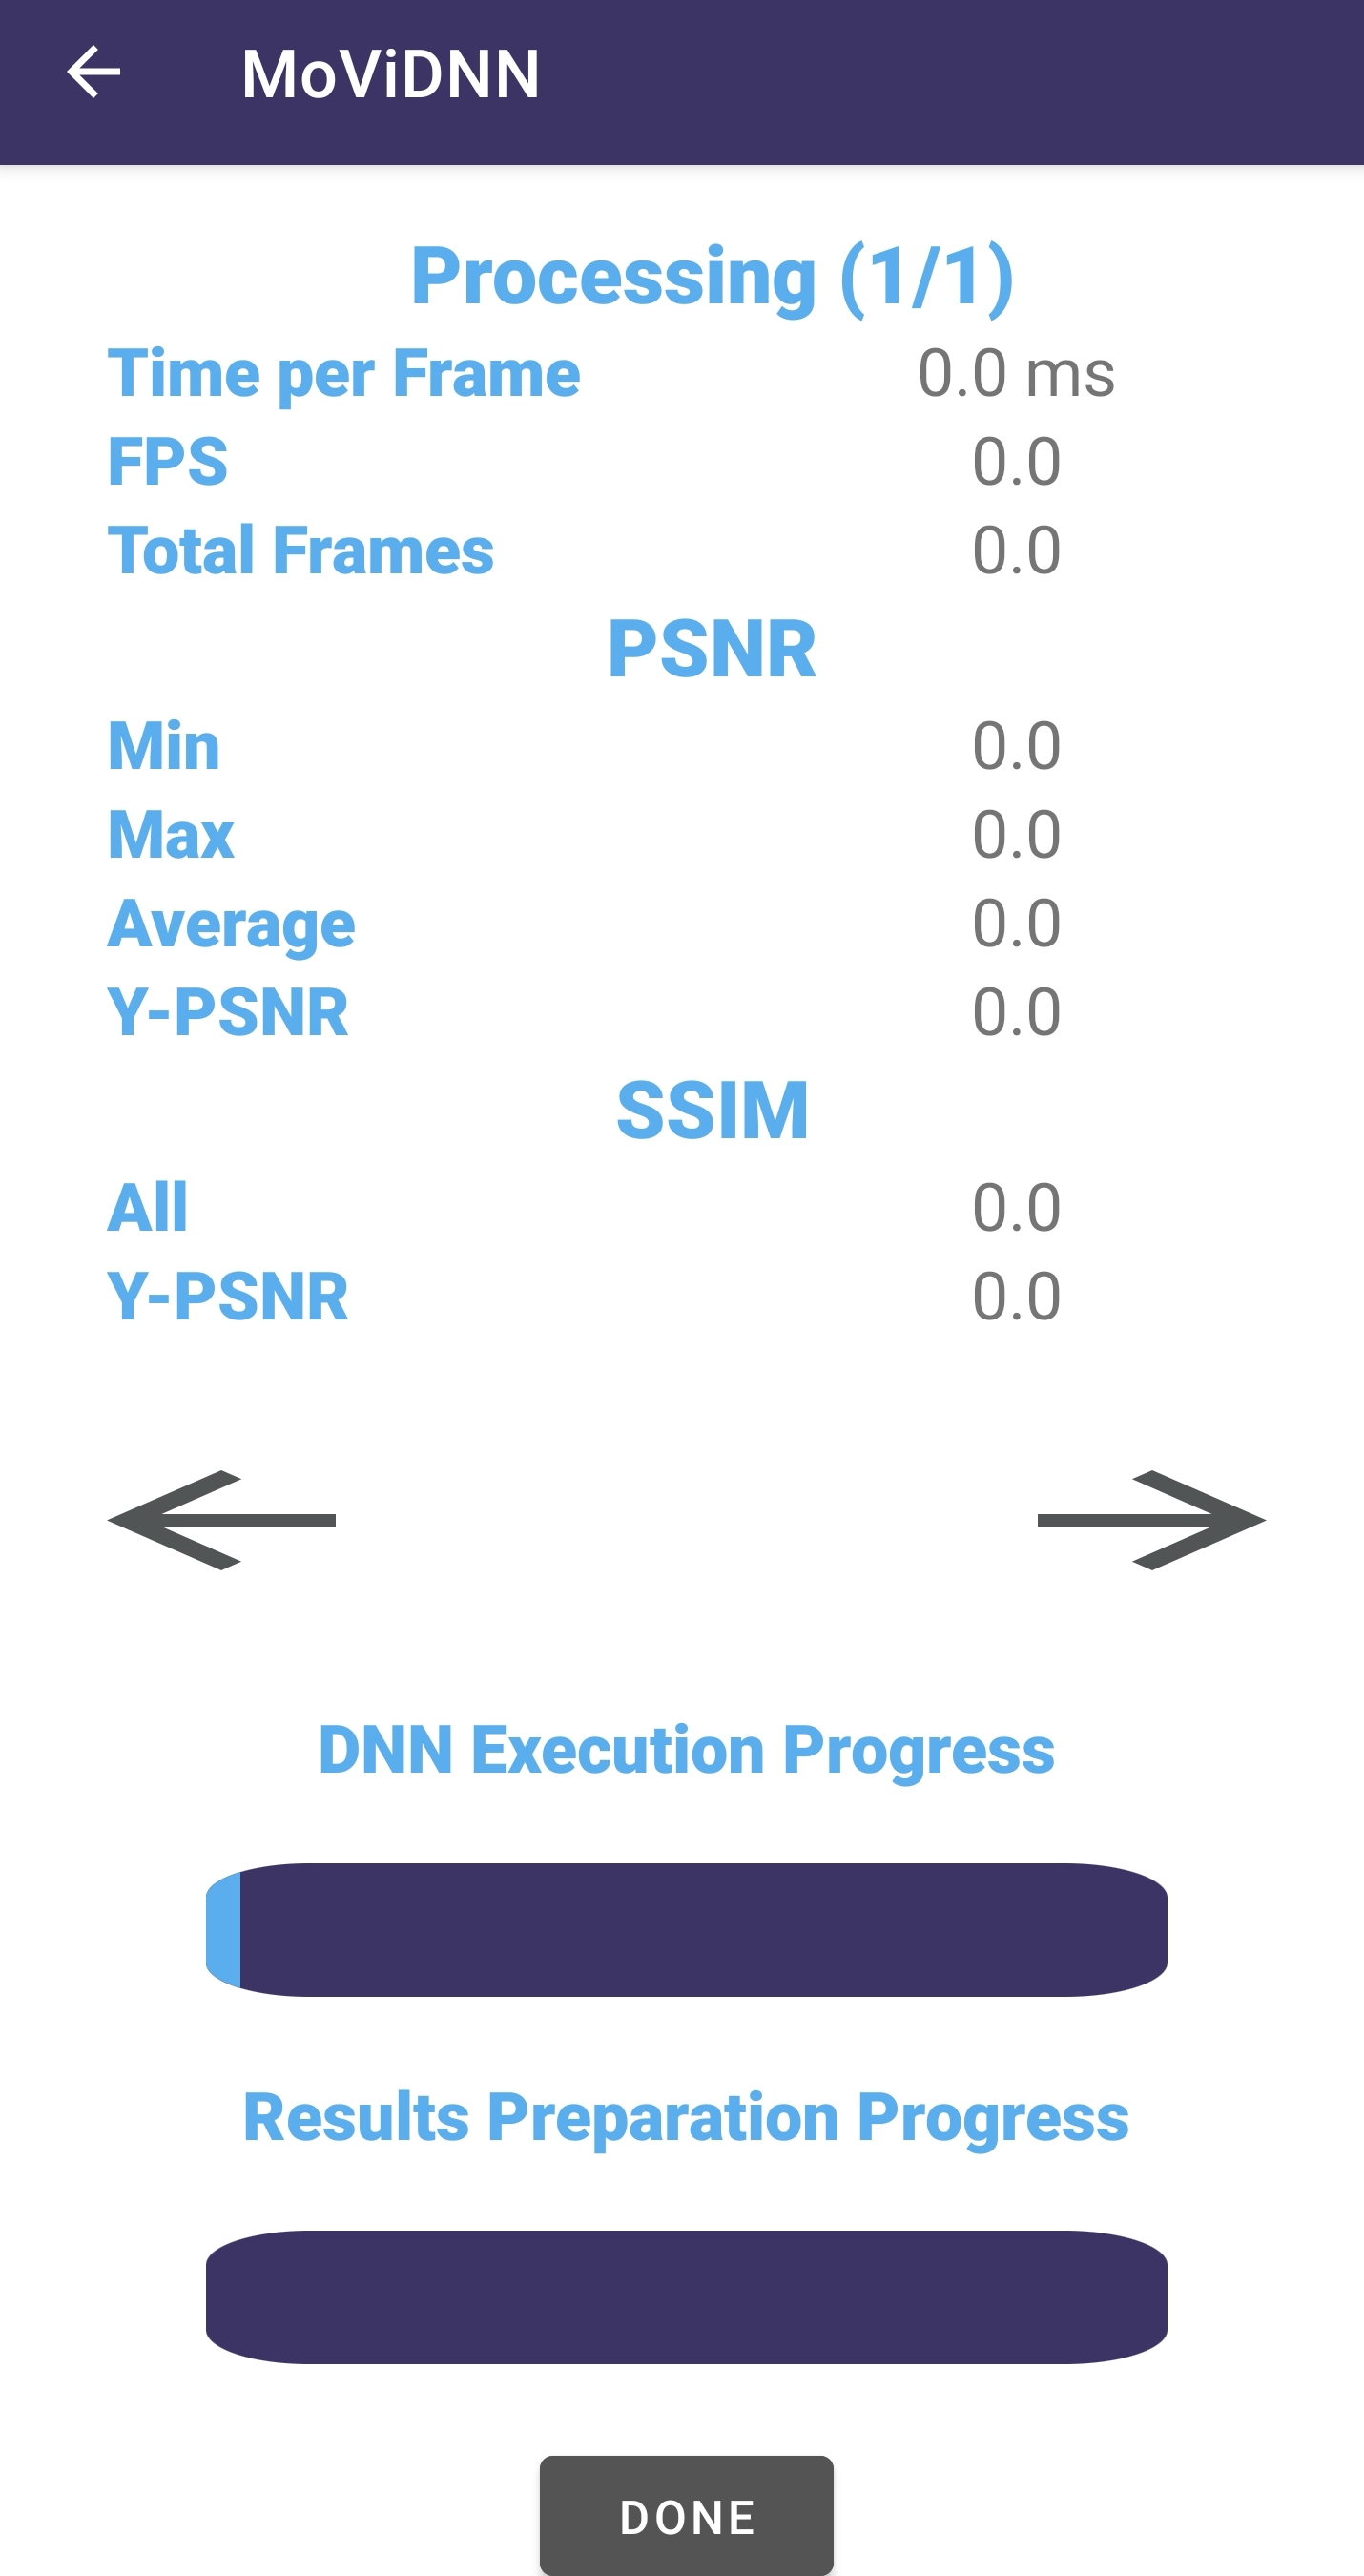 MoViDNN
Processing (1/1)
Time per Frame 0.0 ms
FPS 0.0
Total Frames 0.0
PSNR
Min 0.0
Max 0.0
Average 0.0
Y-PSNR 0.0
SSIM
All 0.0
Y-PSNR 0.0
DNN Execution Progress
Results Preparation Progress
DONE